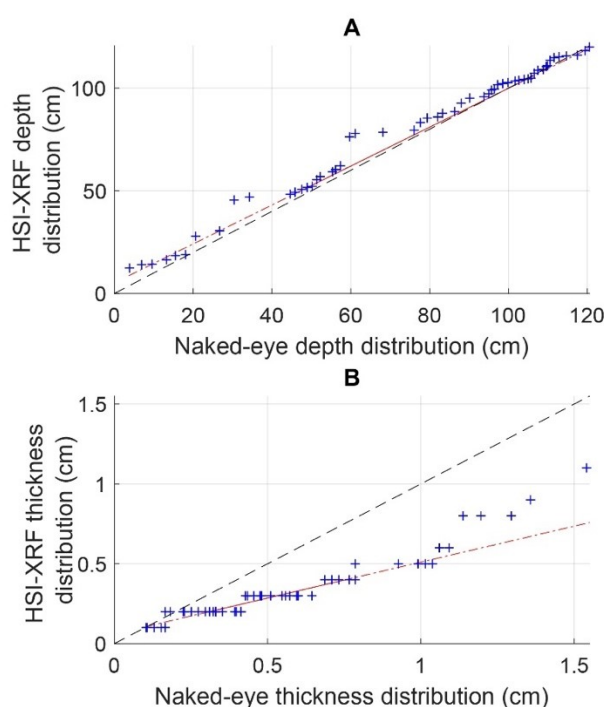 A
HSI-XRF depth
distribution (cm)
100
50
0
0 20 40 60 80 100 120
Naked-eye depth distribution (cm)
B
HSI-XRF thickness
distribution (cm)
1.5
1
0.5
0
0 0.5 1 1.5
Naked-eye thickness distribution (cm)